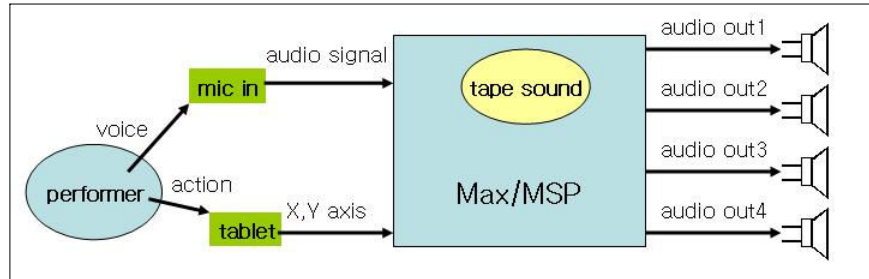 audio out1
audio signal
mic in
tape sound
audio out2
voice
audio out3
performer
action
Max/MSP
X,Y axis
tablet
audio out4